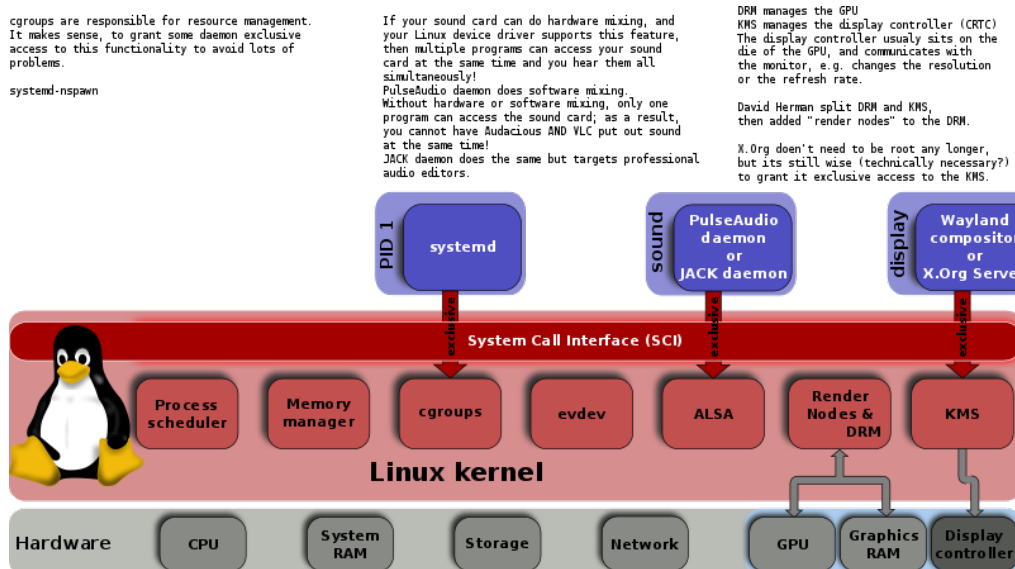 cgroups are responsible for resource management.
It makes sense, to grant some daemon exclusive
access to this functionality to avoid lots of
problems.
systemd-nspawn
If your sound card can do hardware mixing, and
your Linux device driver supports this feature,
then multiple programs can access your sound
card at the same time and you hear them all
simultaneously!
PulseAudio daemon does software mixing.
Without hardware or software mixing, only one
program can access the sound card; as a result,
you cannot have Audacious AND VLC put out sound
at the same time!
JACK daemon does the same but targets professional
audio editors.
DRM manages the GPU
KMS manages the display controller (CRTC)
The display controller usualy sits on the
die of the GPU, and communicates with
the monitor, e.g. changes the resolution
or the refresh rate.
David Herman split DRM and KMS,
then added "render nodes" to the DRM.
X.Org doen't need to be root any longer,
but its still wise (technically necessary?)
to grant it exclusive access to the KMS.
PID 1
systemd
sound
PulseAudio
daemon
or
JACK daemon
display
Wayland
compositor
or
X.Org Server
exclusive
exclusive
exclusive
System Call Interface (SCI)
Process
scheduler
Memory
manager
cgroups
evdev
ALSA
Render
Nodes &
DRM
KMS
Linux kernel
Hardware
CPU
System
RAM
Storage
Network
GPU
Graphics
RAM
Display
controller